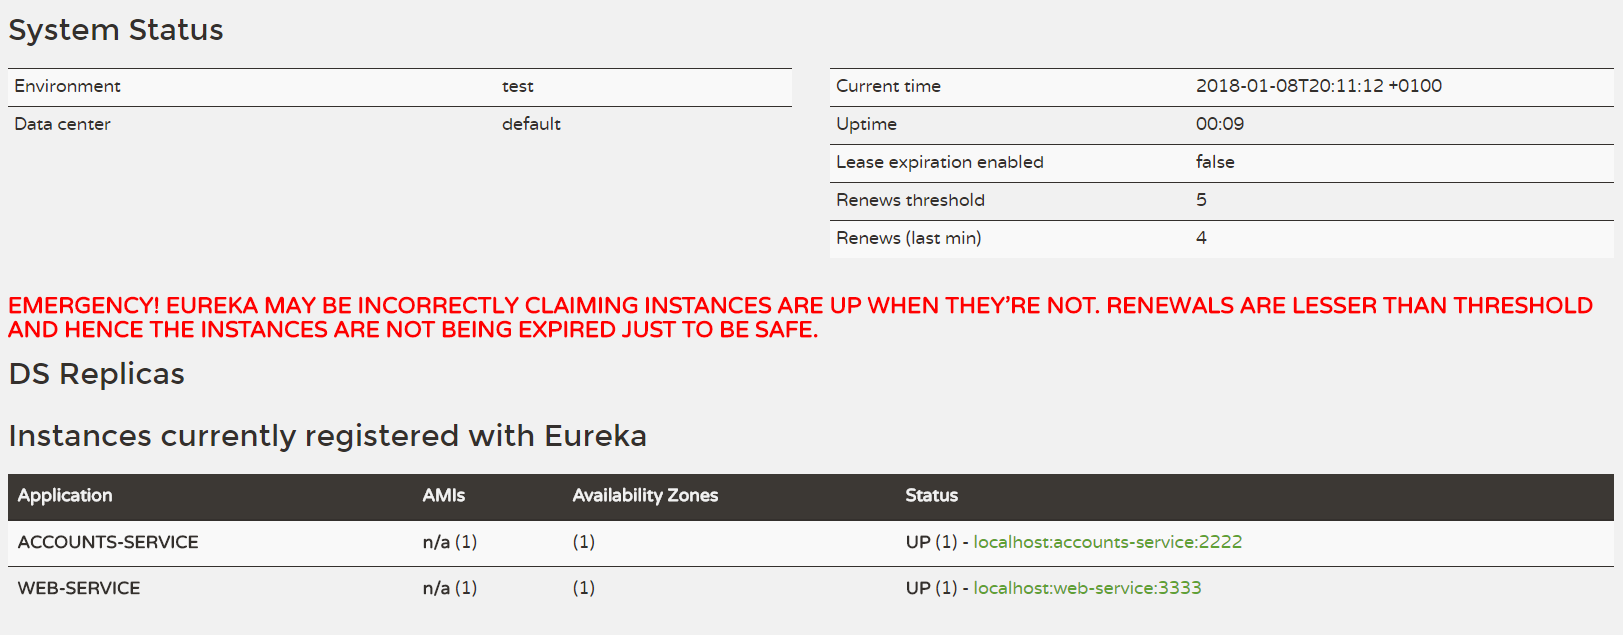 System Status
Environment test
Data center default
Current time 2018-01-08T20:11:12 +0100
Uptime 00:09
Lease expiration enabled false
Renews threshold 5
Renews (last min) 4
EMERGENCY! EUREKA MAY BE INCORRECTLY CLAIMING INSTANCES ARE UP WHEN THEY'RE NOT. RENEWALS ARE LESSER THAN THRESHOLD
AND HENCE THE INSTANCES ARE NOT BEING EXPIRED JUST TO BE SAFE.
DS Replicas
Instances currently registered with Eureka
Application AMIs Availability Zones Status
ACCOUNTS-SERVICE n/a (1) (1) UP (1) - localhost:accounts-service:2222
WEB-SERVICE n/a (1) (1) UP (1) - localhost:web-service:3333